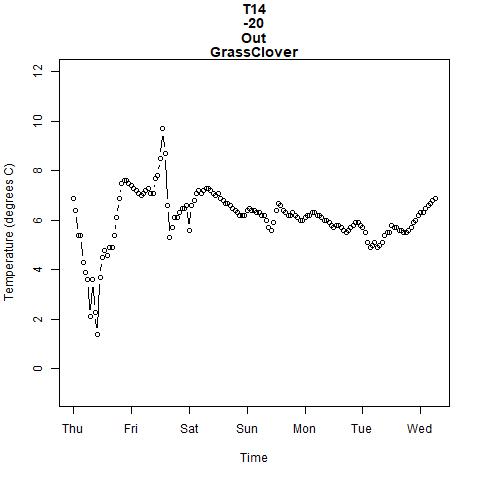 T14
-20
Out
GrassClover
Temperature (degrees C)
12
10
8
6
4
2
0
Thu Fri Sat Sun Mon Tue Wed
Time